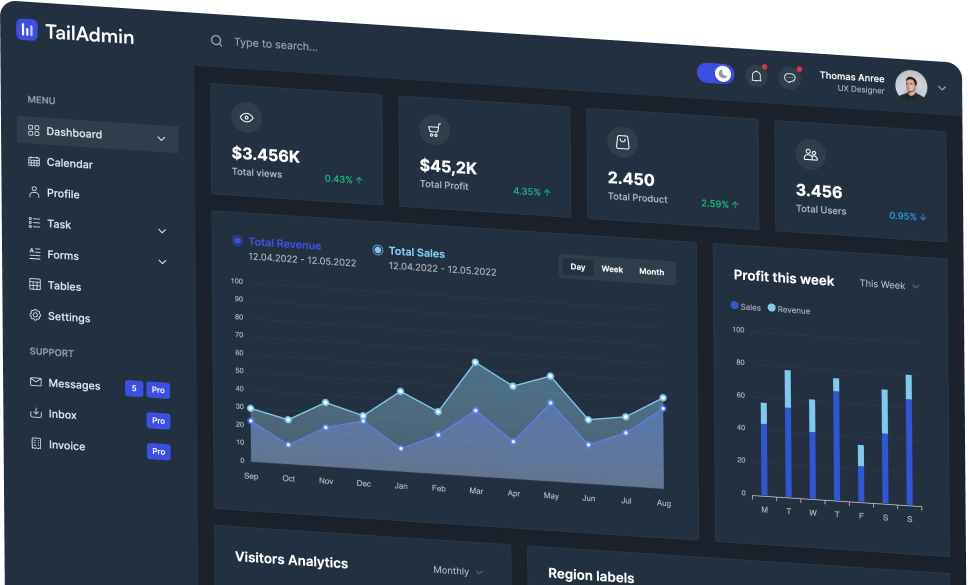 TailAdmin
Type to search...
Thomas Anree
UX Designer
MENU
Dashboard
Calendar
Profile
Task
Forms
Tables
Settings
SUPPORT
Messages 5 Pro
Inbox Pro
Invoice Pro
$3.456K
Total views 0.43%
$45,2K
Total Profit 4.35%
2.450
Total Product 2.59%
3.456
Total Users 0.95%
Total Revenue
12.04.2022 - 12.05.2022
Total Sales
12.04.2022 - 12.05.2022
Day Week Month
100
90
80
70
60
50
40
30
20
10
0
Sep Oct Nov Dec Jan Feb Mar Apr May Jun Jul Aug
Profit this week This Week
Sales Revenue
100
80
60
40
20
0
M T W T F S S
Visitors Analytics Monthly
Region labels